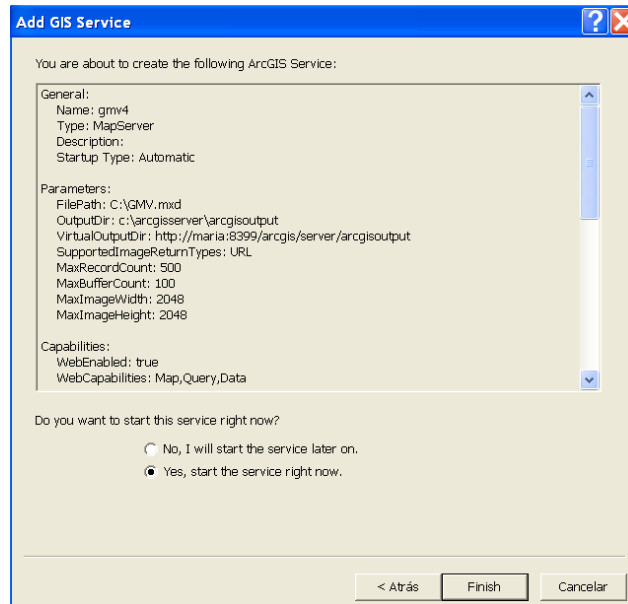 Add GIS Service
You are about to create the following ArcGIS Service:
General:
Name: gmv4
Type: MapServer
Description:
Startup Type: Automatic
Parameters:
FilePath: C:\GMV.mxd
OutputDir: c:\arcgisserver\arcgisoutput
VirtualOutputDir: http://maria:8399/arcgis/server/arcgisoutput
SupportedImageReturnTypes: URL
MaxRecordCount: 500
MaxBufferCount: 100
MaxImageWidth: 2048
MaxImageHeight: 2048
Capabilities:
WebEnabled: true
WebCapabilities: Map,Query,Data
Do you want to start this service right now?
No, I will start the service later on.
Yes, start the service right now.
< Atrás Finish Cancelar